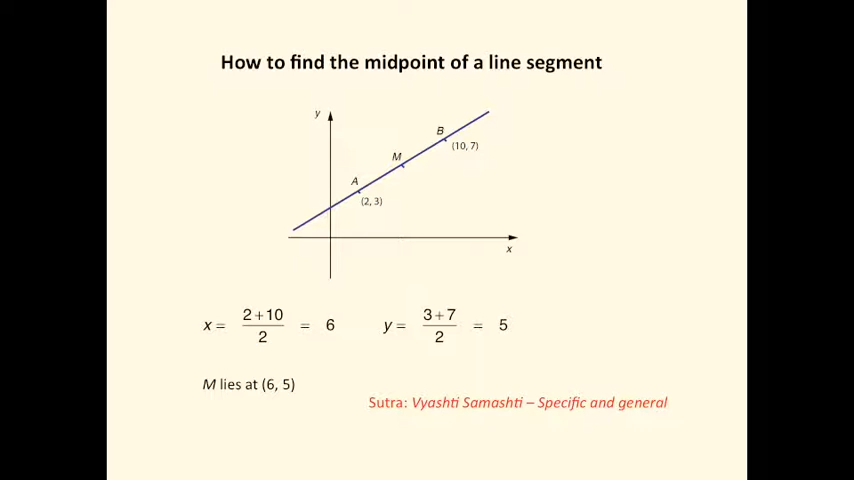 How to find the midpoint of a line segment
y
B
(10, 7)
M
A
(2, 3)
x
x = 2+10 / 2 = 6 y = 3+7 / 2 = 5
M lies at (6, 5)
Sutra: Vyashti Samashti – Specific and general